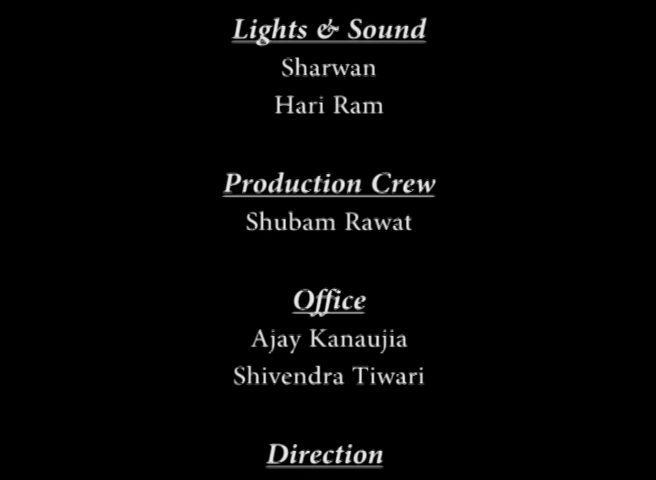 Lights & Sound
Sharwan
Hari Ram
Production Crew
Shubam Rawat
Office
Ajay Kanaujia
Shivendra Tiwari
Direction